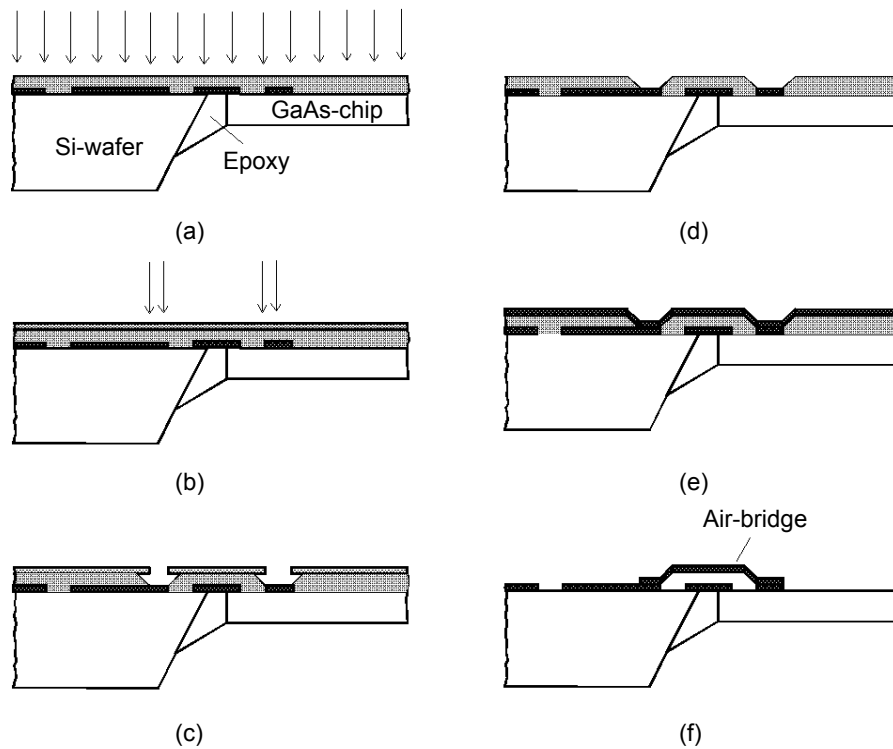 GaAs-chip
Si-wafer
Epoxy
(a)
(d)
(b)
(e)
Air-bridge
(c)
(f)